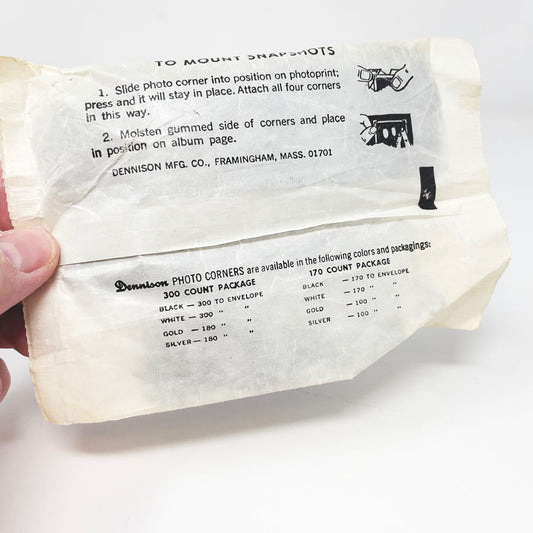 TO MOUNT SNAPSHOTS
1. Slide photo corner into position on photoprint;
press and it will stay in place. Attach all four corners
in this way.
2. Moisten gummed side of corners and place
in position on album page.
DENNISON MFG. CO., FRAMINGHAM, MASS. 01701
Dennison PHOTO CORNERS are available in the following colors and packagings:
300 COUNT PACKAGE
BLACK — 300 TO ENVELOPE
WHITE — 300 " "
GOLD — 180 " "
SILVER — 180 " "
170 COUNT PACKAGE
BLACK — 170 TO ENVELOPE
WHITE — 170 " "
GOLD — 100 " "
SILVER — 100 " "